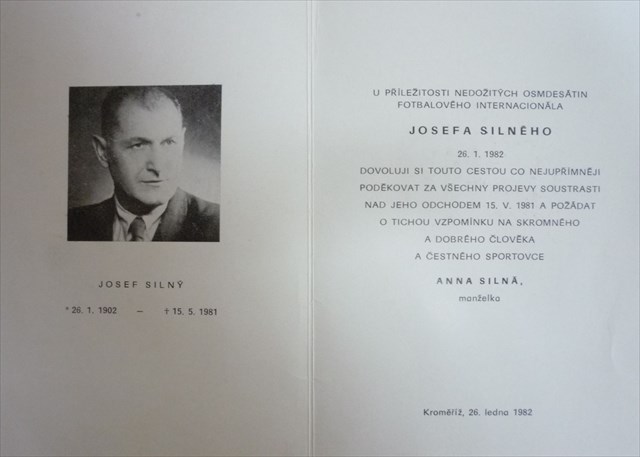 JOSEF SILNÝ
* 26. 1. 1902 — † 15. 5. 1981
U PŘÍLEŽITOSTI NEDOŽITÝCH OSMDESÁTIN
FOTBALOVÉHO INTERNACIONÁLA
JOSEFA SILNÉHO
26. 1. 1982
DOVOLUJI SI TOUTO CESTOU CO NEJUPŘÍMNĚJI
PODĚKOVAT ZA VŠECHNY PROJEVY SOUSTRASTI
NAD JEHO ODCHODEM 15. V. 1981 A POŽÁDAT
O TICHOU VZPOMÍNKU NA SKROMNÉHO
A DOBRÉHO ČLOVĚKA
A ČESTNÉHO SPORTOVCE
ANNA SILNÁ,
manželka
Kroměříž, 26. ledna 1982